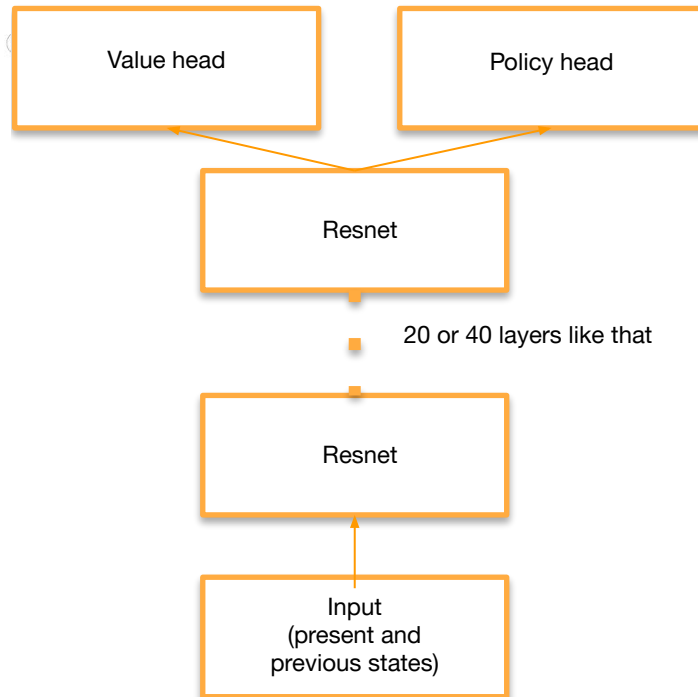 Value head
Policy head
Resnet
20 or 40 layers like that
Resnet
Input
(present and
previous states)